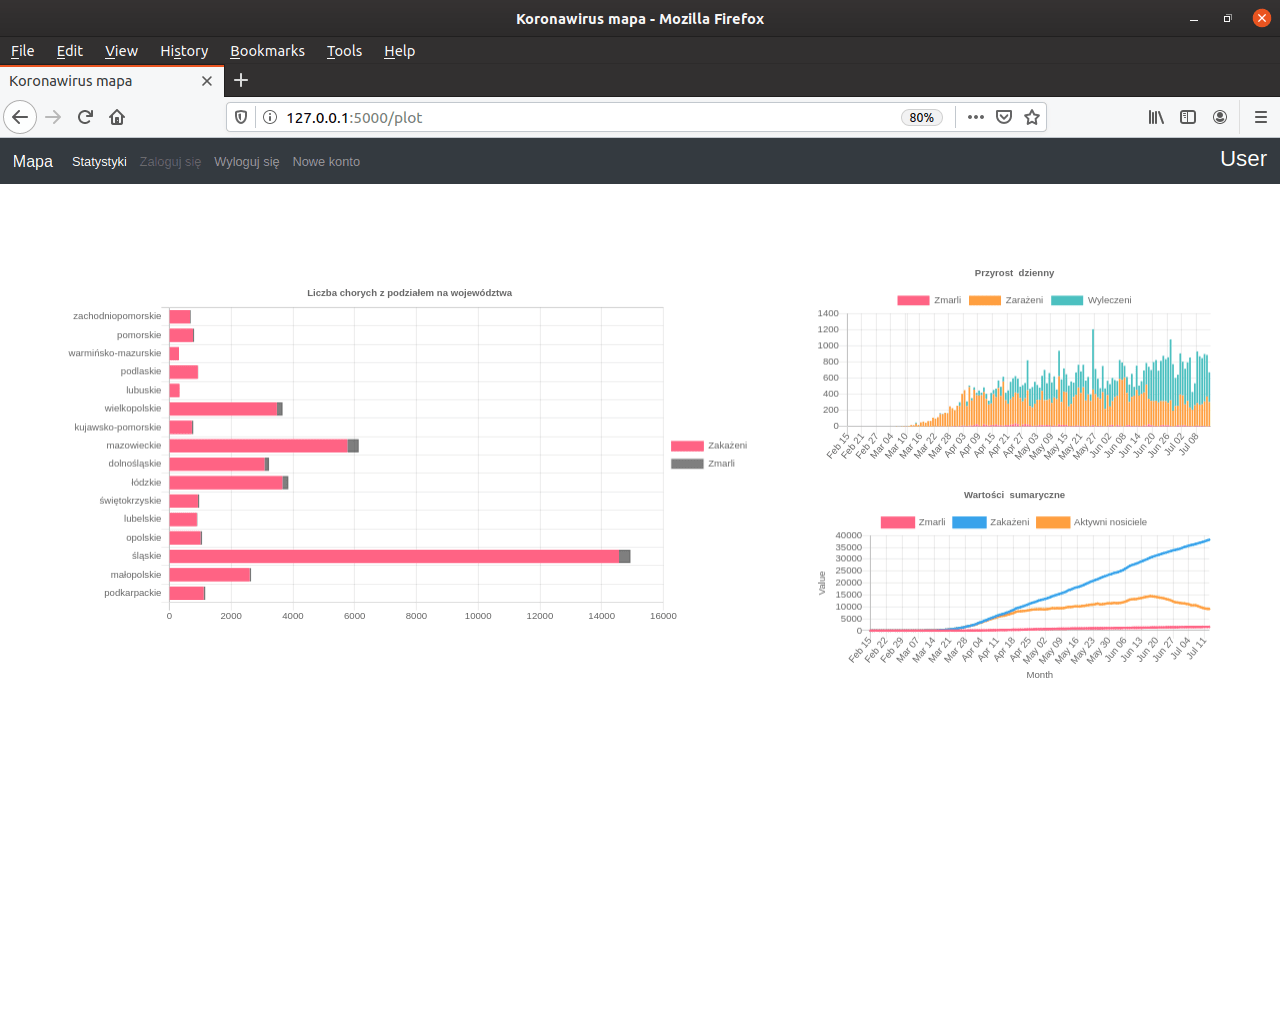 Koronawirus mapa - Mozilla Firefox
File Edit View History Bookmarks Tools Help
Koronawirus mapa
127.0.0.1:5000/plot 80%
Mapa Statystyki Zaloguj się Wyloguj się Nowe konto User
Liczba chorych z podziałem na województwa
zachodniopomorskie
pomorskie
warmińsko-mazurskie
podlaskie
lubuskie
wielkopolskie
kujawsko-pomorskie
mazowieckie
dolnośląskie
łódzkie
świętokrzyskie
lubelskie
opolskie
śląskie
małopolskie
podkarpackie
0 2000 4000 6000 8000 10000 12000 14000 16000
Zakażeni
Zmarli
Przyrost dzienny
Zmarli Zarażeni Wyleczeni
1400
1200
1000
800
600
400
200
0
Feb 15 Feb 21 Feb 27 Mar 04 Mar 10 Mar 16 Mar 22 Mar 28 Apr 03 Apr 09 Apr 15 Apr 21 Apr 27 May 03 May 09 May 15 May 21 May 27 Jun 02 Jun 08 Jun 14 Jun 20 Jun 26 Jul 02 Jul 08
Wartości sumaryczne
Zmarli Zakażeni Aktywni nosiciele
Value
40000
35000
30000
25000
20000
15000
10000
5000
0
Feb 15 Feb 22 Feb 29 Mar 07 Mar 14 Mar 21 Mar 28 Apr 04 Apr 11 Apr 18 Apr 25 May 02 May 09 May 16 May 23 May 30 Jun 06 Jun 13 Jun 20 Jun 27 Jul 04 Jul 11
Month